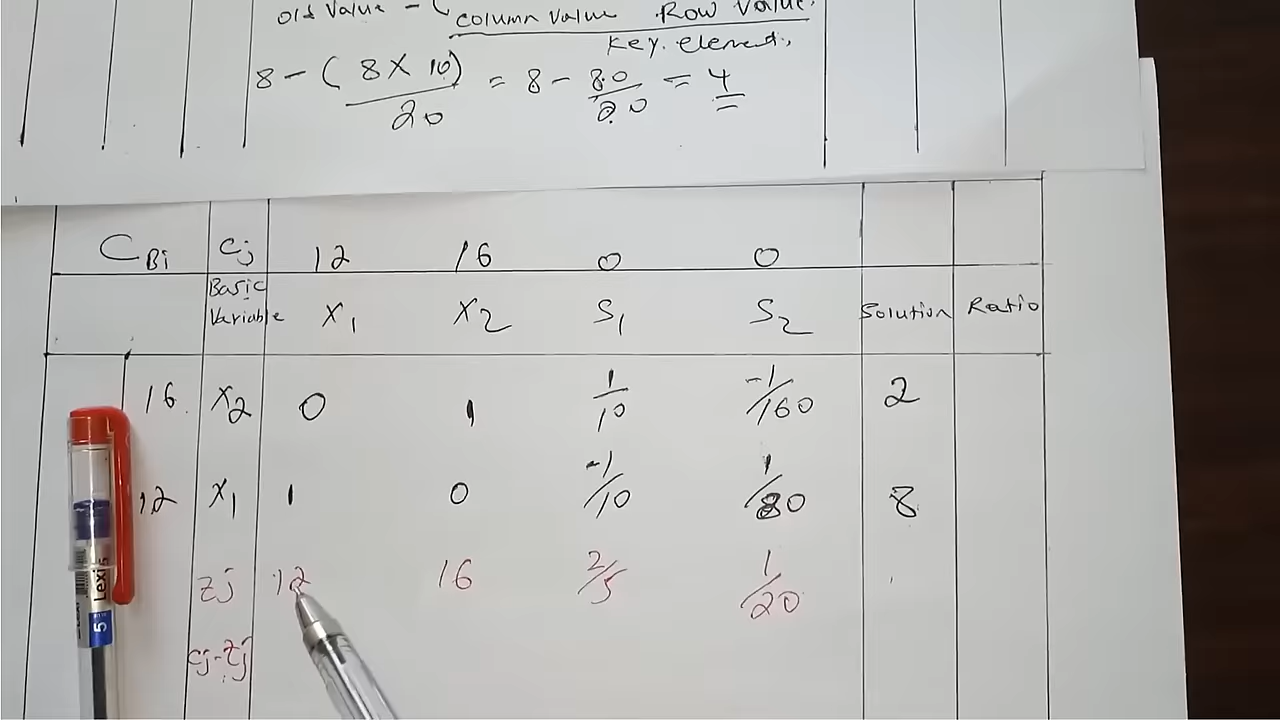 old value - (column value . Row value.
Key. element.
8 - (8 X 10) / 20 = 8 - 80/20 = 4
CBi Cj 12 16 0 0
Basic Variable X1 X2 S1 S2 Solution Ratio
16. X2 0 1 1/10 -1/160 2
12 X1 1 0 -1/10 1/80 8
Zj 12 16 2/5 1/20
Cj-Zj
Lexi 5
5